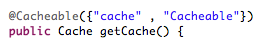 @Cacheable({"cache" , "Cacheable"})
public Cache getCache() {